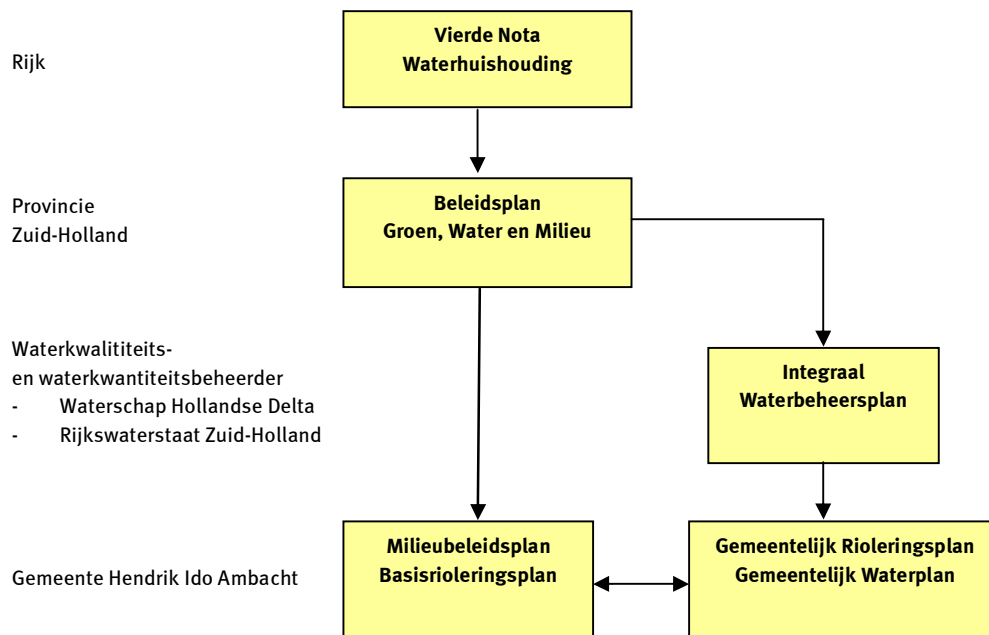 Rijk
Vierde Nota
Waterhuishouding
Provincie
Zuid-Holland
Beleidsplan
Groen, Water en Milieu
Waterkwalititeits-
en waterkwantiteitsbeheerder
- Waterschap Hollandse Delta
- Rijkswaterstaat Zuid-Holland
Integraal
Waterbeheersplan
Gemeente Hendrik Ido Ambacht
Milieubeleidsplan
Basisrioleringsplan
Gemeentelijk Rioleringsplan
Gemeentelijk Waterplan